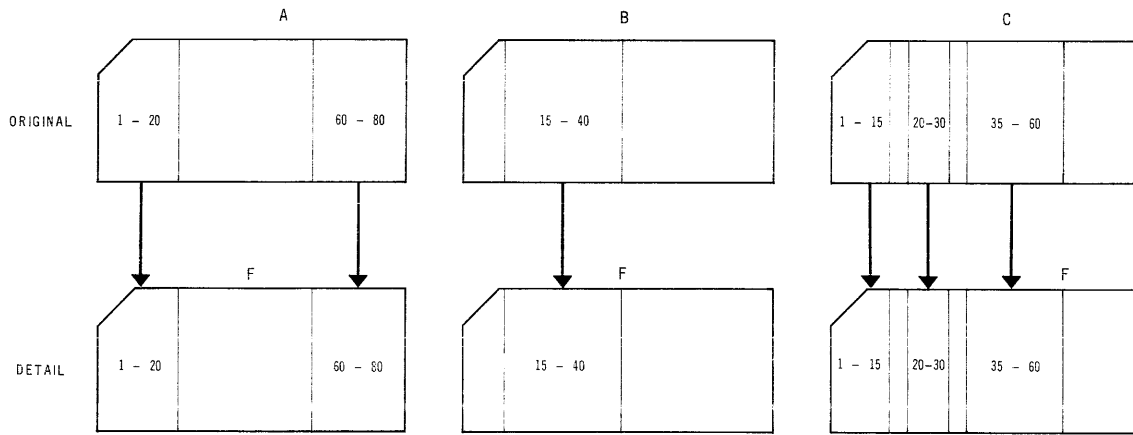 A B C
ORIGINAL 1 - 20 60 - 80 15 - 40 1 - 15 20-30 35 - 60
F F F
DETAIL 1 - 20 60 - 80 15 - 40 1 - 15 20-30 35 - 60